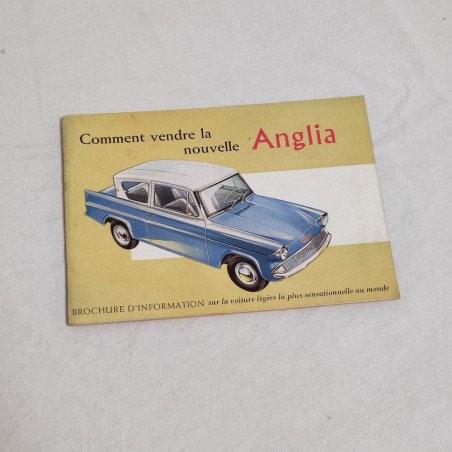 Comment vendre la
nouvelle Anglia
BROCHURE D'INFORMATION sur la voiture légère la plus sensationnelle au monde